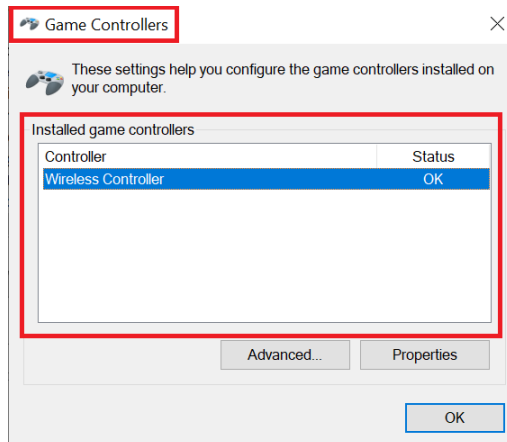 Game Controllers
These settings help you configure the game controllers installed on
your computer.
Installed game controllers
Controller Status
Wireless Controller OK
Advanced... Properties
OK